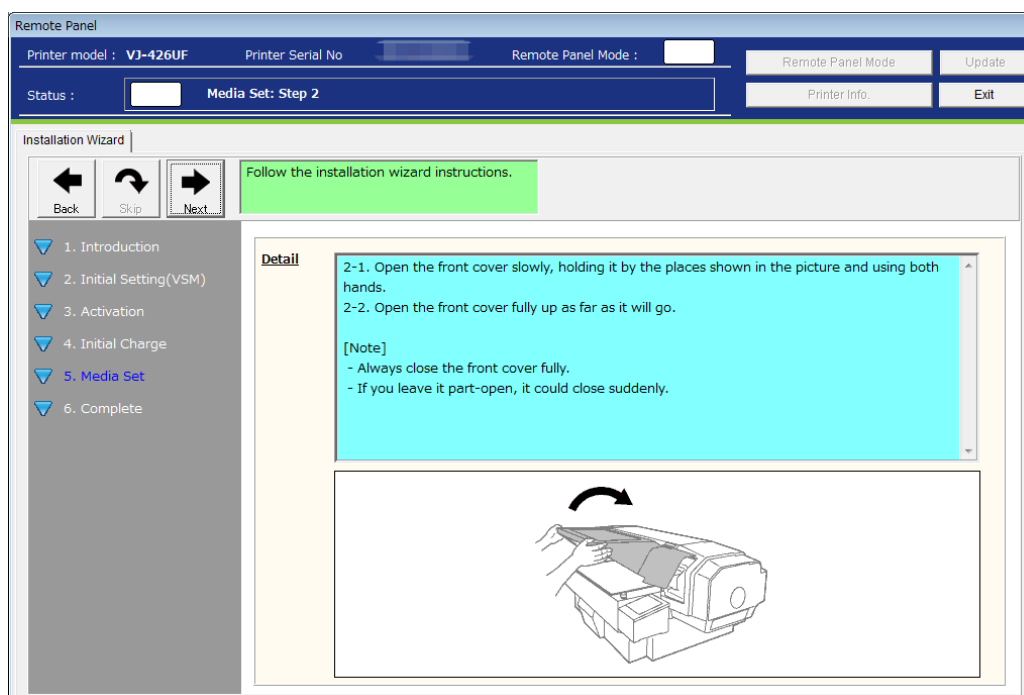 Remote Panel
Printer model : VJ-426UF Printer Serial No Remote Panel Mode :
Remote Panel Mode Update
Status : Media Set: Step 2
Printer Info. Exit
Installation Wizard
Follow the installation wizard instructions.
Back Skip Next
1. Introduction
2. Initial Setting(VSM)
3. Activation
4. Initial Charge
5. Media Set
6. Complete
Detail
2-1. Open the front cover slowly, holding it by the places shown in the picture and using both
hands.
2-2. Open the front cover fully up as far as it will go.
[Note]
- Always close the front cover fully.
- If you leave it part-open, it could close suddenly.